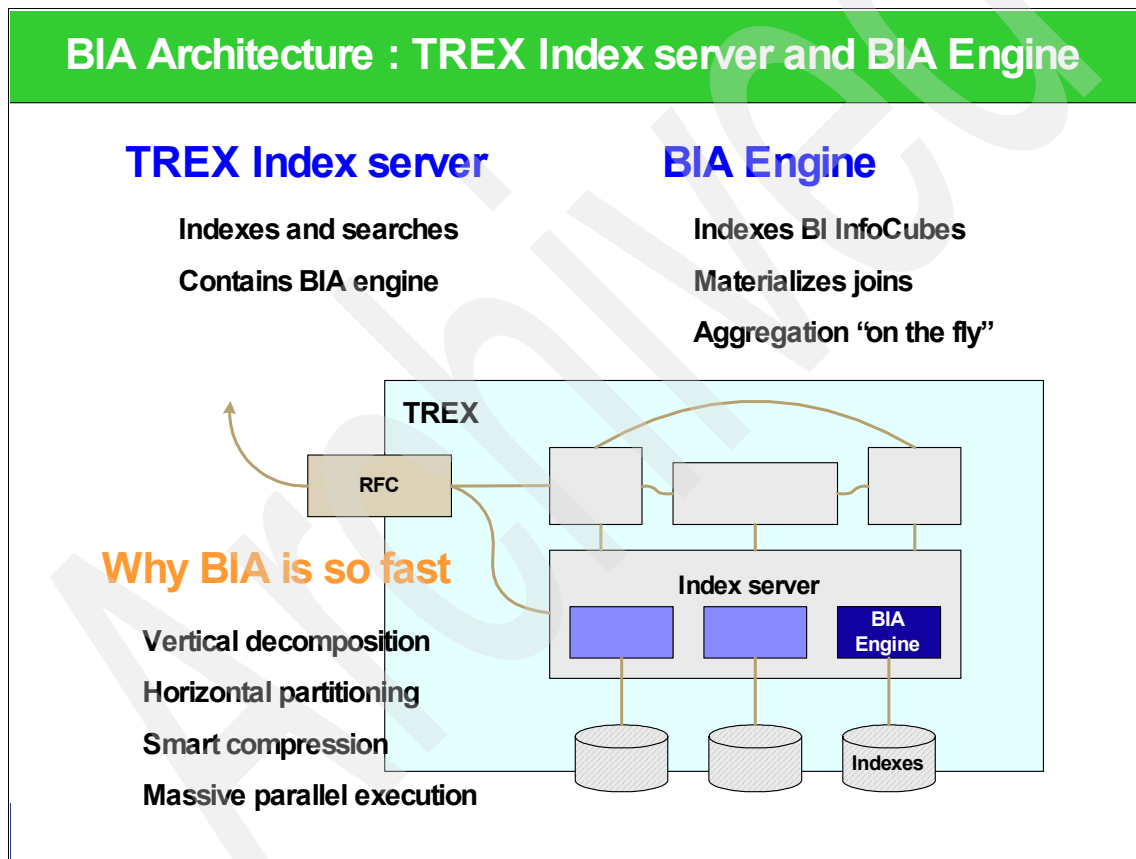 BIA Architecture : TREX Index server and BIA Engine
TREX Index server
Indexes and searches
Contains BIA engine
BIA Engine
Indexes BI InfoCubes
Materializes joins
Aggregation “on the fly”
TREX
RFC
Why BIA is so fast
Vertical decomposition
Horizontal partitioning
Smart compression
Massive parallel execution
Index server
BIA
Engine
Indexes
Archived